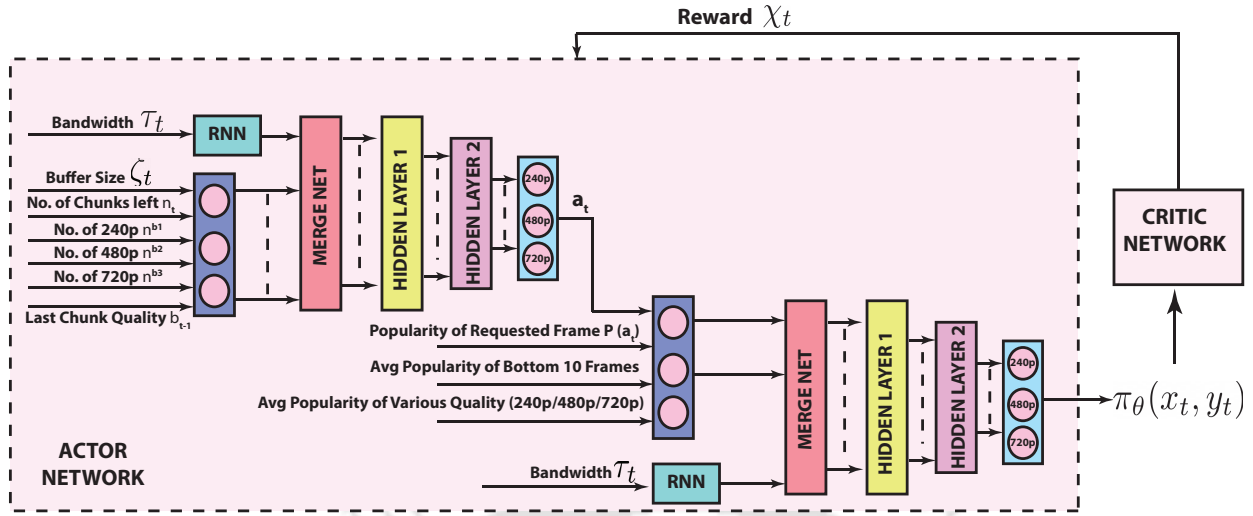 Reward χt
Bandwidth τt
RNN
Buffer Size ζt
No. of Chunks left nt
No. of 240p n^b1
No. of 480p n^b2
No. of 720p n^b3
Last Chunk Quality bt-1
MERGE NET
HIDDEN LAYER 1
HIDDEN LAYER 2
240p
480p
720p
at
Popularity of Requested Frame P (at)
Avg Popularity of Bottom 10 Frames
Avg Popularity of Various Quality (240p/480p/720p)
Bandwidth τt
RNN
MERGE NET
HIDDEN LAYER 1
HIDDEN LAYER 2
240p
480p
720p
ACTOR
NETWORK
CRITIC
NETWORK
πθ(xt, yt)